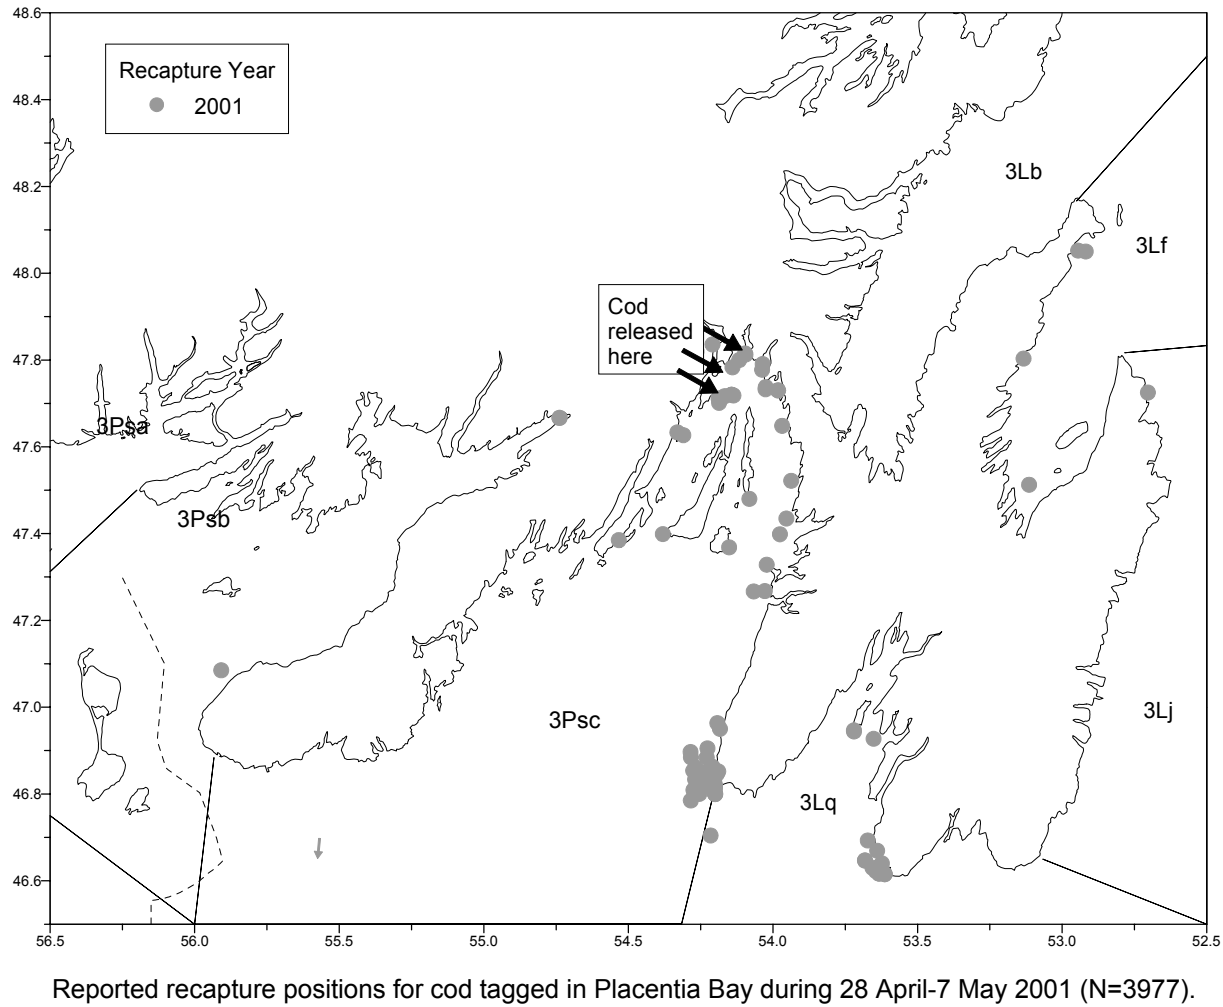 48.6
48.4
48.2
48.0
47.8
47.6
47.4
47.2
47.0
46.8
46.6
Recapture Year
2001
3Lb
3Lf
Cod
released
here
3Psa
3Psb
3Psc
3Lj
3Lq
56.5
56.0
55.5
55.0
54.5
54.0
53.5
53.0
52.5
Reported recapture positions for cod tagged in Placentia Bay during 28 April-7 May 2001 (N=3977).